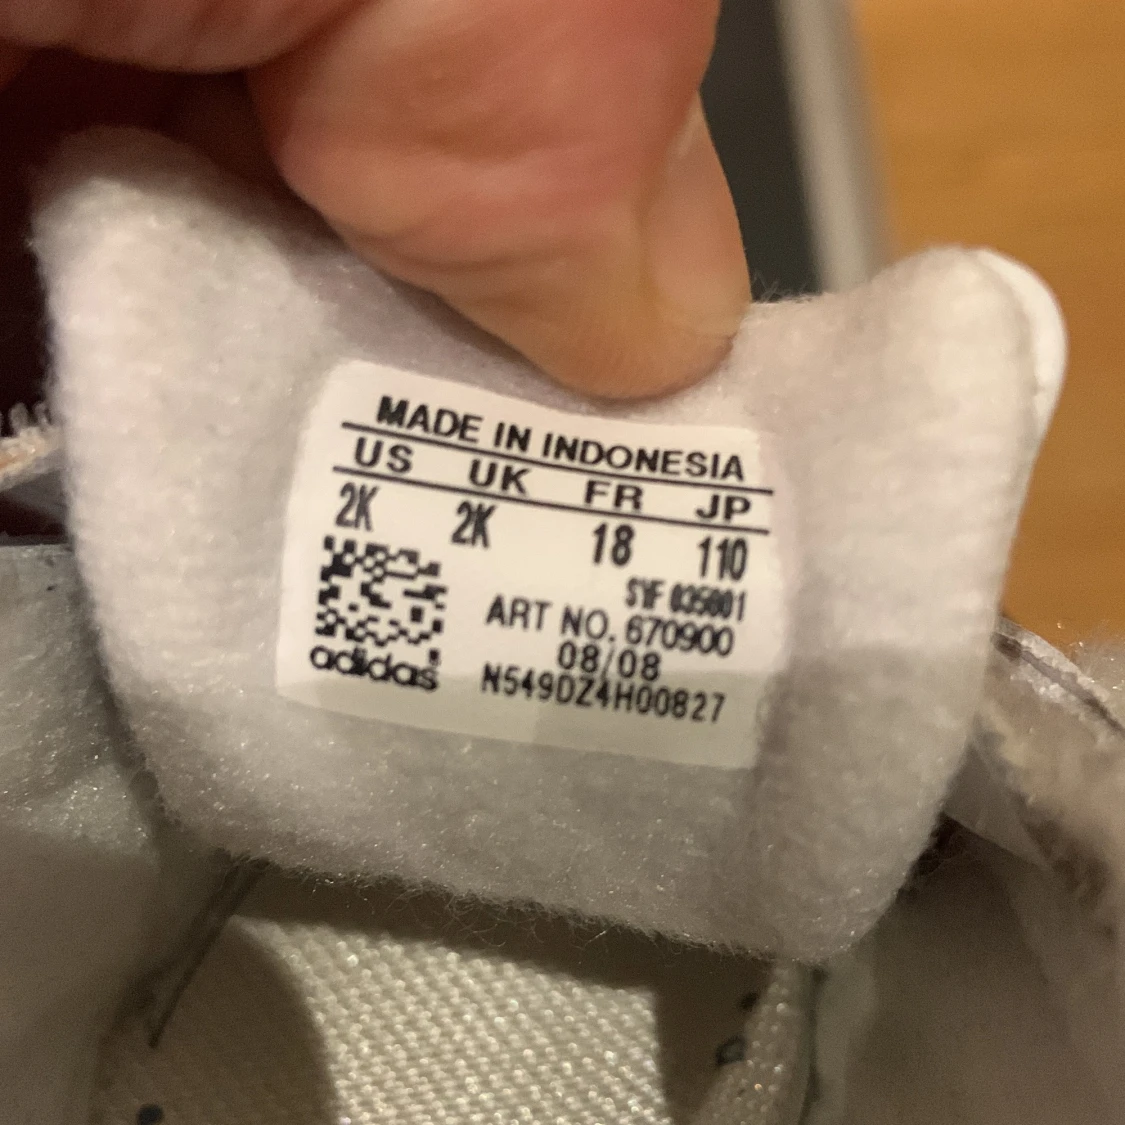 MADE IN INDONESIA
US UK FR JP
2K 2K 18 110
SYF 035001
ART NO. 670900
08/08
adidas N549DZ4H00827